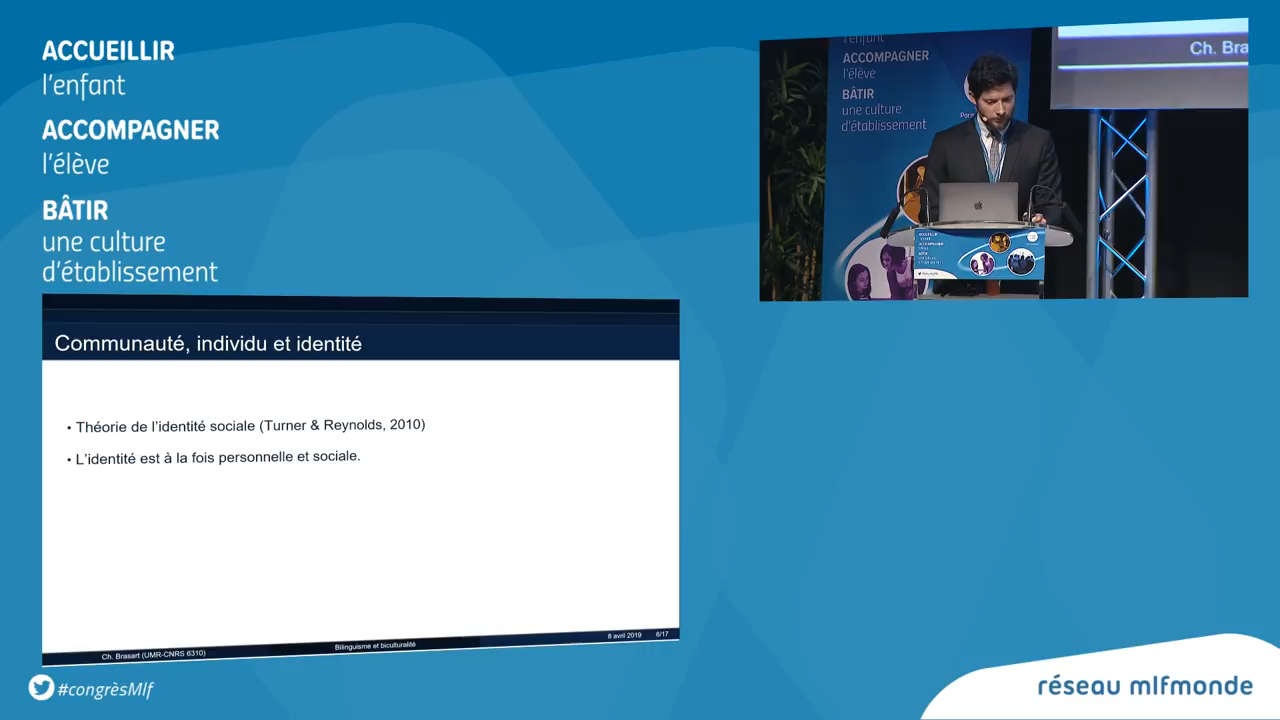 ACCUEILLIR
l'enfant
ACCOMPAGNER
l'élève
BÂTIR
une culture
d'établissement
l'enfant
ACCOMPAGNER
l'élève
BÂTIR
une culture
d'établissement
Ch. Bra
Communauté, individu et identité
• Théorie de l'identité sociale (Turner & Reynolds, 2010)
• L'identité est à la fois personnelle et sociale.
Ch. Brasart (UMR-CNRS 6310)
Bilinguisme et biculturalité
8 avril 2019 6/17
#congrèsMlf
réseau mlfmonde